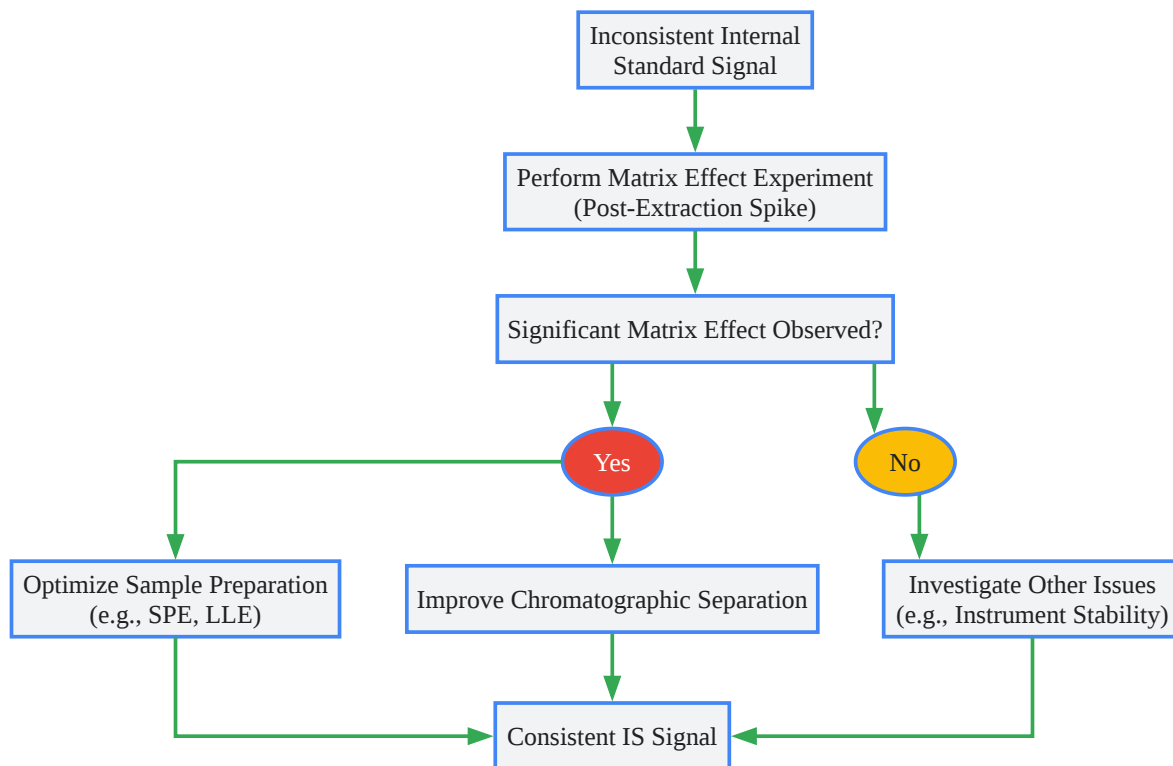 Inconsistent Internal
Standard Signal
Perform Matrix Effect Experiment
(Post-Extraction Spike)
Significant Matrix Effect Observed?
Yes
No
Optimize Sample Preparation
(e.g., SPE, LLE)
Improve Chromatographic Separation
Investigate Other Issues
(e.g., Instrument Stability)
Consistent IS Signal